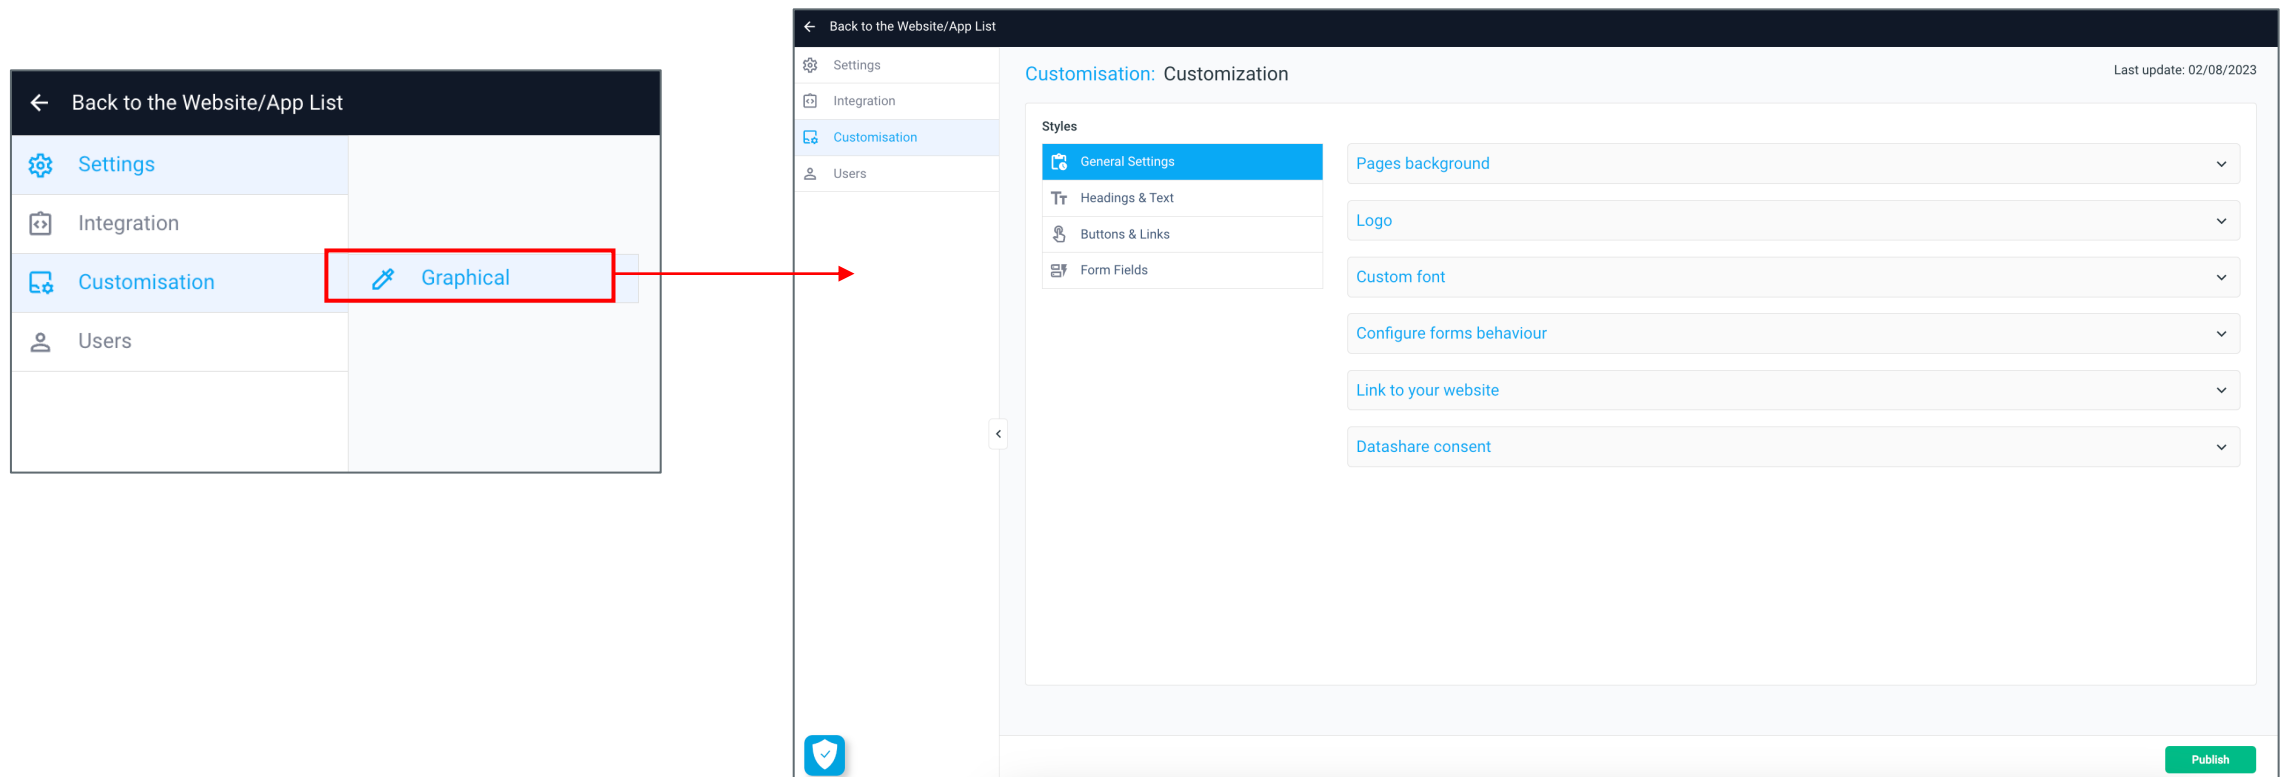 Back to the Website/App List
Settings
Integration
Customisation
Graphical
Users
Back to the Website/App List
Settings
Integration
Customisation
Users
Customisation: Customization
Last update: 02/08/2023
Styles
General Settings
Headings & Text
Buttons & Links
Form Fields
Pages background
Logo
Custom font
Configure forms behaviour
Link to your website
Datashare consent
Publish